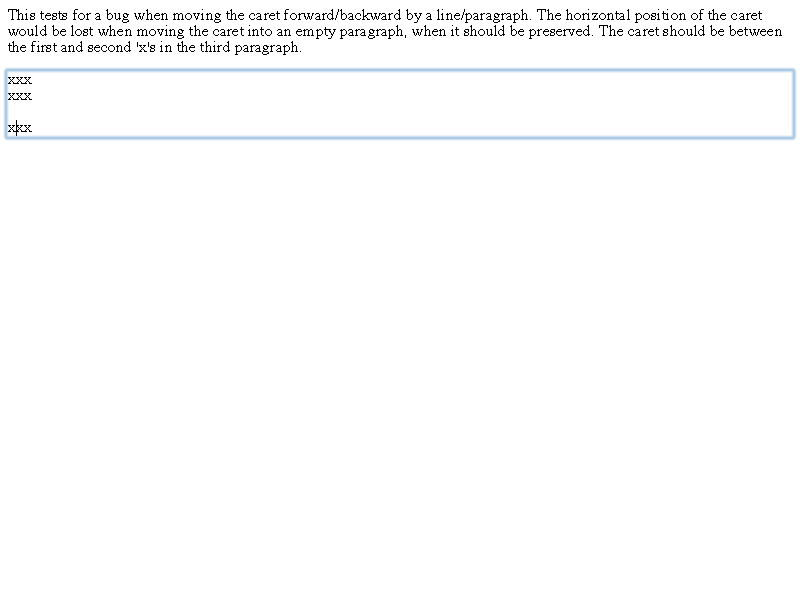 This tests for a bug when moving the caret forward/backward by a line/paragraph. The horizontal position of the caret
would be lost when moving the caret into an empty paragraph, when it should be preserved. The caret should be between
the first and second 'x's in the third paragraph.
xxx
xxx
xxx